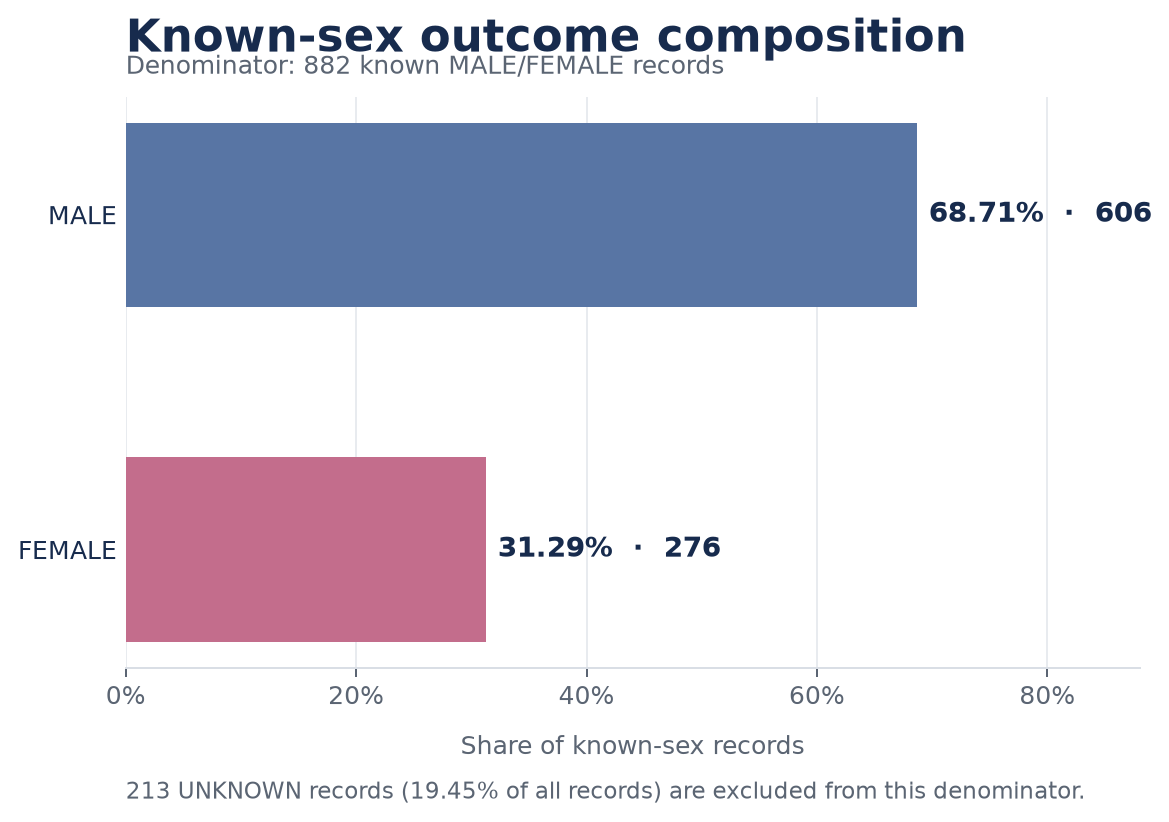 Known-sex outcome composition
Denominator: 882 known MALE/FEMALE records
MALE
68.71% · 606
FEMALE
31.29% · 276
0% 20% 40% 60% 80%
Share of known-sex records
213 UNKNOWN records (19.45% of all records) are excluded from this denominator.